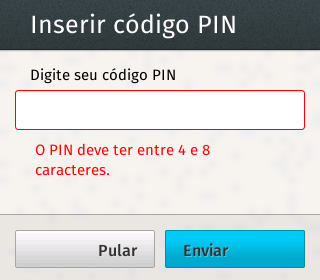 Inserir código PIN
Digite seu código PIN
O PIN deve ter entre 4 e 8
caracteres.
Pular
Enviar